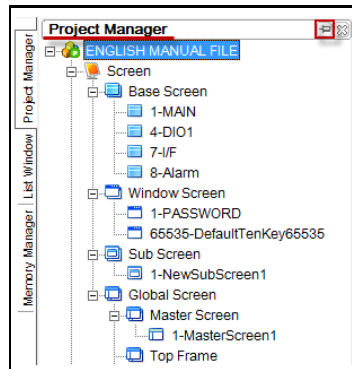 Project Manager
Project Manager
List Window
Memory Manager
ENGLISH MANUAL FILE
Screen
Base Screen
1-MAIN
4-DIO1
7-I/F
8-Alarm
Window Screen
1-PASSWORD
65535-DefaultTenKey65535
Sub Screen
1-NewSubScreen1
Global Screen
Master Screen
1-MasterScreen1
Top Frame